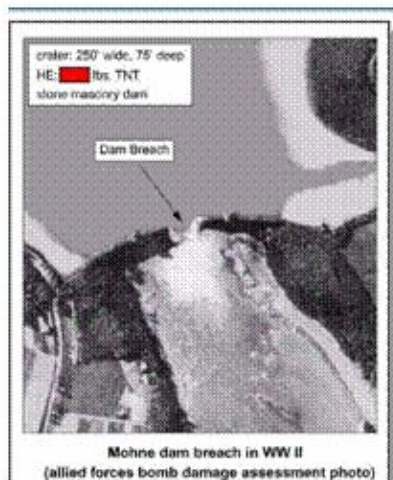 crater: 250' wide, 75' deep
HE: lbs. TNT
stone masonry dam
Dam Breach
Mohne dam breach in WW II
(allied forces bomb damage assessment photo)